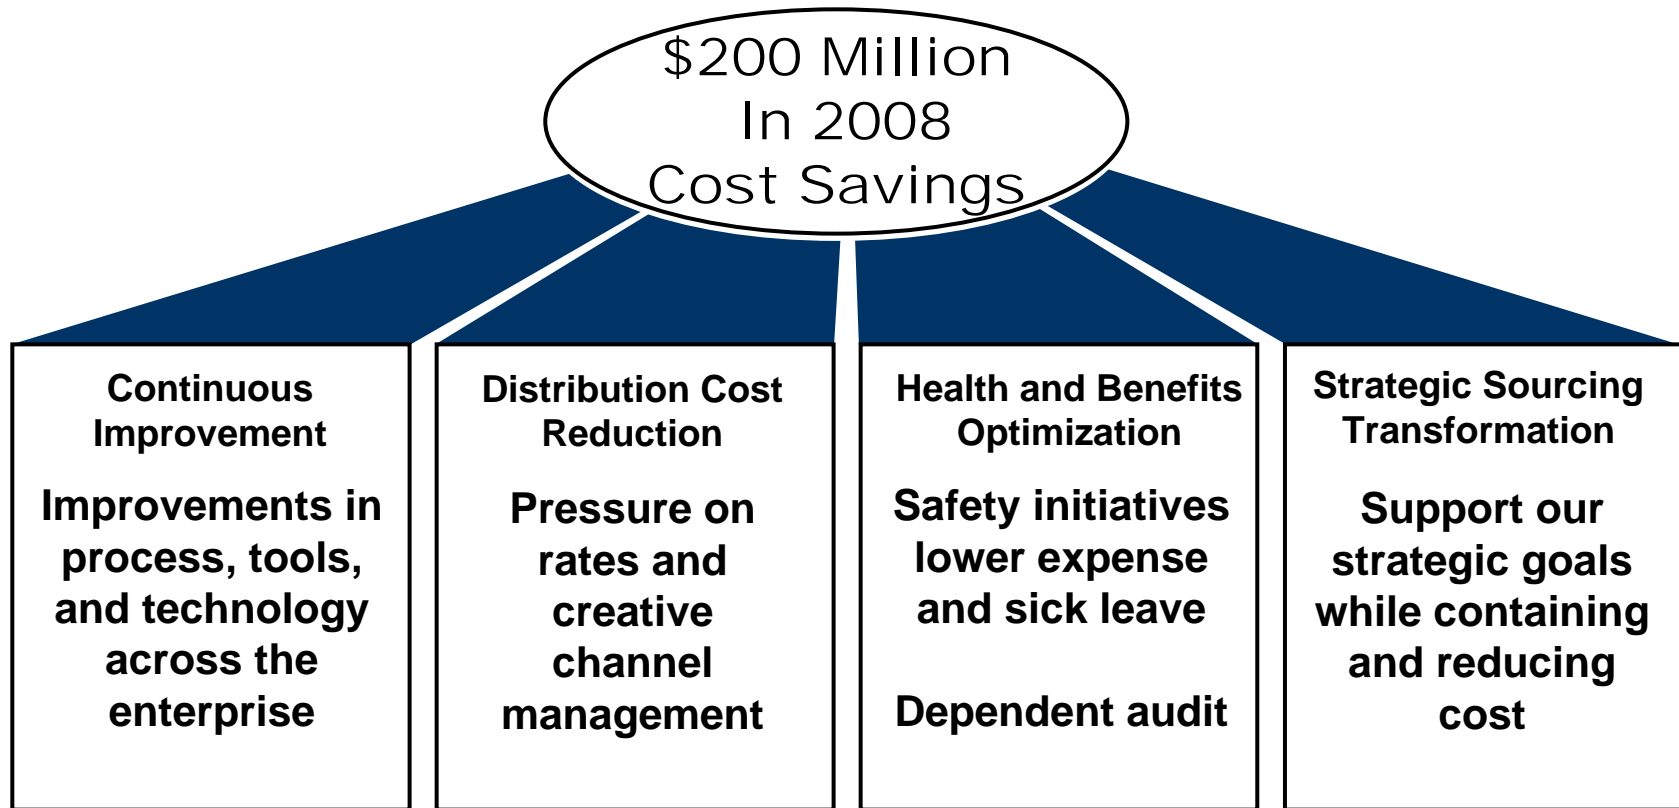 $200 Million
In 2008
Cost Savings
Continuous
Improvement
Improvements in
process, tools,
and technology
across the
enterprise
Distribution Cost
Reduction
Pressure on
rates and
creative
channel
management
Health and Benefits
Optimization
Safety initiatives
lower expense
and sick leave
Dependent audit
Strategic Sourcing
Transformation
Support our
strategic goals
while containing
and reducing
cost